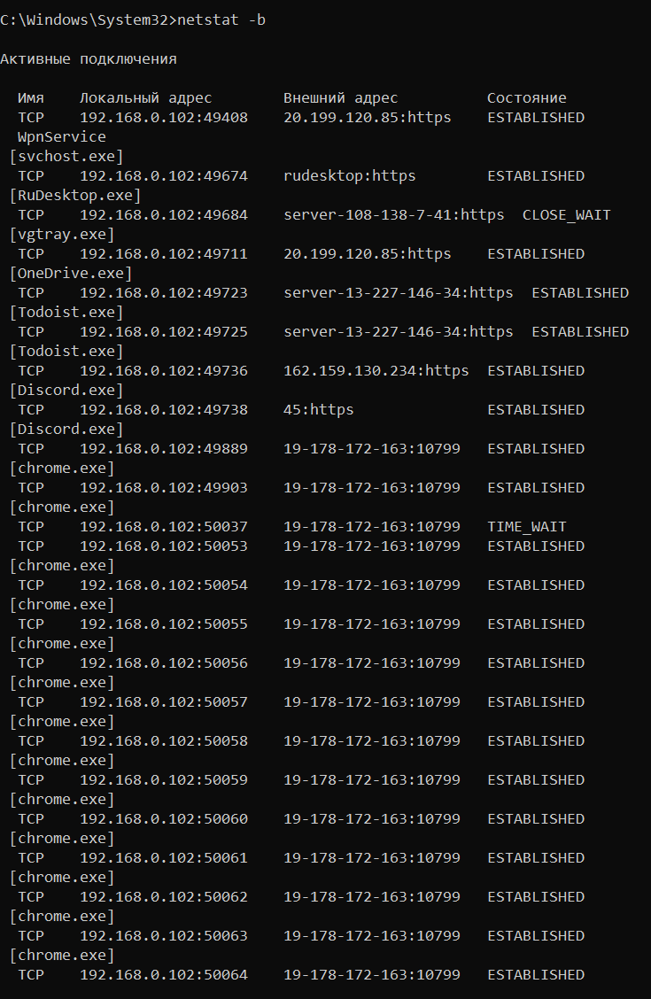 C:\Windows\System32>netstat -b
Активные подключения
Имя Локальный адрес Внешний адрес Состояние
TCP 192.168.0.102:49408 20.199.120.85:https ESTABLISHED
WpnService
[svchost.exe]
TCP 192.168.0.102:49674 rudesktop:https ESTABLISHED
[RuDesktop.exe]
TCP 192.168.0.102:49684 server-108-138-7-41:https CLOSE_WAIT
[vgtray.exe]
TCP 192.168.0.102:49711 20.199.120.85:https ESTABLISHED
[OneDrive.exe]
TCP 192.168.0.102:49723 server-13-227-146-34:https ESTABLISHED
[Todoist.exe]
TCP 192.168.0.102:49725 server-13-227-146-34:https ESTABLISHED
[Todoist.exe]
TCP 192.168.0.102:49736 162.159.130.234:https ESTABLISHED
[Discord.exe]
TCP 192.168.0.102:49738 45:https ESTABLISHED
[Discord.exe]
TCP 192.168.0.102:49889 19-178-172-163:10799 ESTABLISHED
[chrome.exe]
TCP 192.168.0.102:49903 19-178-172-163:10799 ESTABLISHED
[chrome.exe]
TCP 192.168.0.102:50037 19-178-172-163:10799 TIME_WAIT
TCP 192.168.0.102:50053 19-178-172-163:10799 ESTABLISHED
[chrome.exe]
TCP 192.168.0.102:50054 19-178-172-163:10799 ESTABLISHED
[chrome.exe]
TCP 192.168.0.102:50055 19-178-172-163:10799 ESTABLISHED
[chrome.exe]
TCP 192.168.0.102:50056 19-178-172-163:10799 ESTABLISHED
[chrome.exe]
TCP 192.168.0.102:50057 19-178-172-163:10799 ESTABLISHED
[chrome.exe]
TCP 192.168.0.102:50058 19-178-172-163:10799 ESTABLISHED
[chrome.exe]
TCP 192.168.0.102:50059 19-178-172-163:10799 ESTABLISHED
[chrome.exe]
TCP 192.168.0.102:50060 19-178-172-163:10799 ESTABLISHED
[chrome.exe]
TCP 192.168.0.102:50061 19-178-172-163:10799 ESTABLISHED
[chrome.exe]
TCP 192.168.0.102:50062 19-178-172-163:10799 ESTABLISHED
[chrome.exe]
TCP 192.168.0.102:50063 19-178-172-163:10799 ESTABLISHED
[chrome.exe]
TCP 192.168.0.102:50064 19-178-172-163:10799 ESTABLISHED